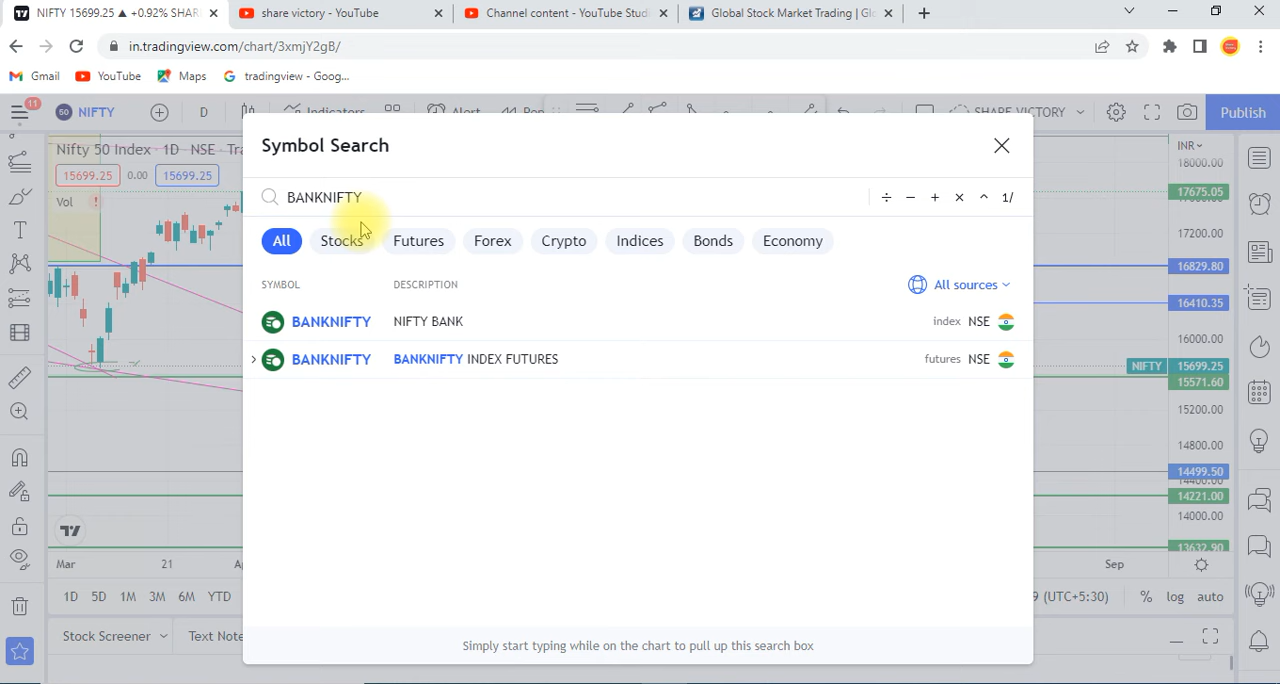 NIFTY 15699.25 ▲ +0.92% SHAR
share victory - YouTube
Channel content - YouTube Stud
Global Stock Market Trading | Gl
in.tradingview.com/chart/3xmjY2gB/
Gmail YouTube Maps tradingview - Goog...
11
50 NIFTY D Indicators Alert SHARE VICTORY Publish
Nifty 50 Index · 1D · NSE · Tra
15699.25 0.00 15699.25
Vol !
Symbol Search
BANKNIFTY
÷ − + × ^ 1/
All Stocks Futures Forex Crypto Indices Bonds Economy
SYMBOL DESCRIPTION All sources
BANKNIFTY NIFTY BANK index NSE
BANKNIFTY BANKNIFTY INDEX FUTURES futures NSE
Simply start typing while on the chart to pull up this search box
INR
18000.00
17675.05
17200.00
16829.80
16410.35
16000.00
NIFTY 15699.25
15571.60
15200.00
14800.00
14499.50
14221.00
14000.00
13632.90
Mar 21 Sep
1D 5D 1M 3M 6M YTD (UTC+5:30) % log auto
Stock Screener Text Note